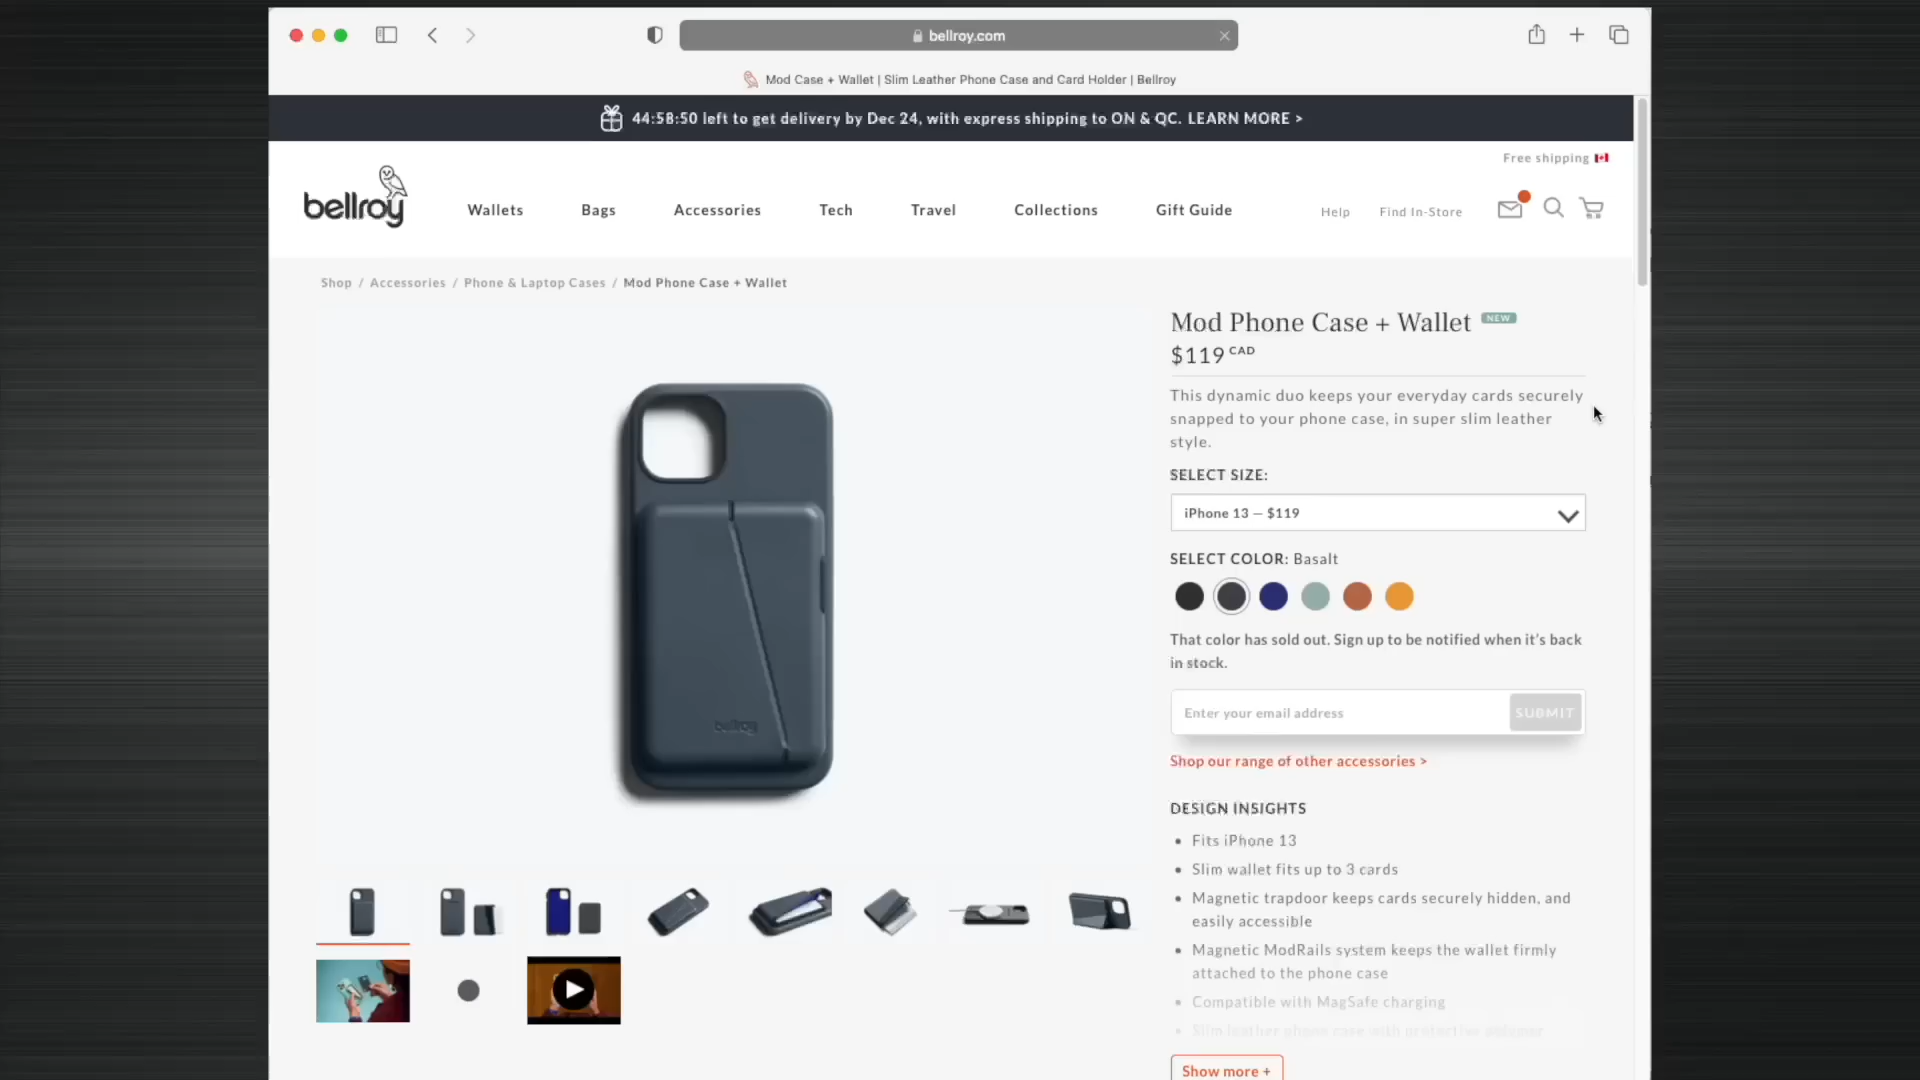 bellroy.com
Mod Case + Wallet | Slim Leather Phone Case and Card Holder | Bellroy
44:58:50 left to get delivery by Dec 24, with express shipping to ON & QC. LEARN MORE >
Free shipping
bellroy
Wallets Bags Accessories Tech Travel Collections Gift Guide Help Find In-Store
Shop / Accessories / Phone & Laptop Cases / Mod Phone Case + Wallet
Mod Phone Case + Wallet NEW
$119 CAD
This dynamic duo keeps your everyday cards securely
snapped to your phone case, in super slim leather
style.
SELECT SIZE:
iPhone 13 — $119
SELECT COLOR: Basalt
That color has sold out. Sign up to be notified when it's back
in stock.
Enter your email address SUBMIT
Shop our range of other accessories >
DESIGN INSIGHTS
• Fits iPhone 13
• Slim wallet fits up to 3 cards
• Magnetic trapdoor keeps cards securely hidden, and
easily accessible
• Magnetic ModRails system keeps the wallet firmly
attached to the phone case
• Compatible with MagSafe charging
• Slim leather phone case with protective polymer
Show more +
bellroy